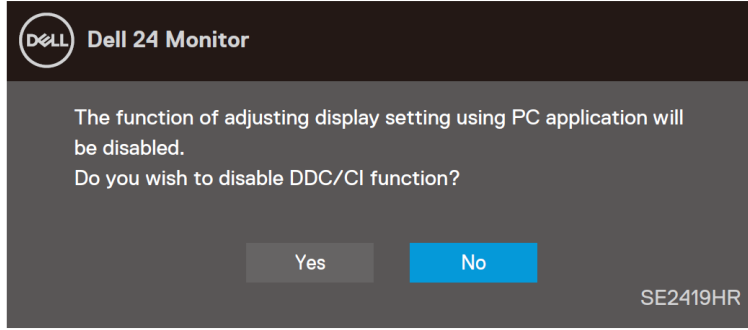 DELL Dell 24 Monitor
The function of adjusting display setting using PC application will
be disabled.
Do you wish to disable DDC/CI function?
Yes No
SE2419HR